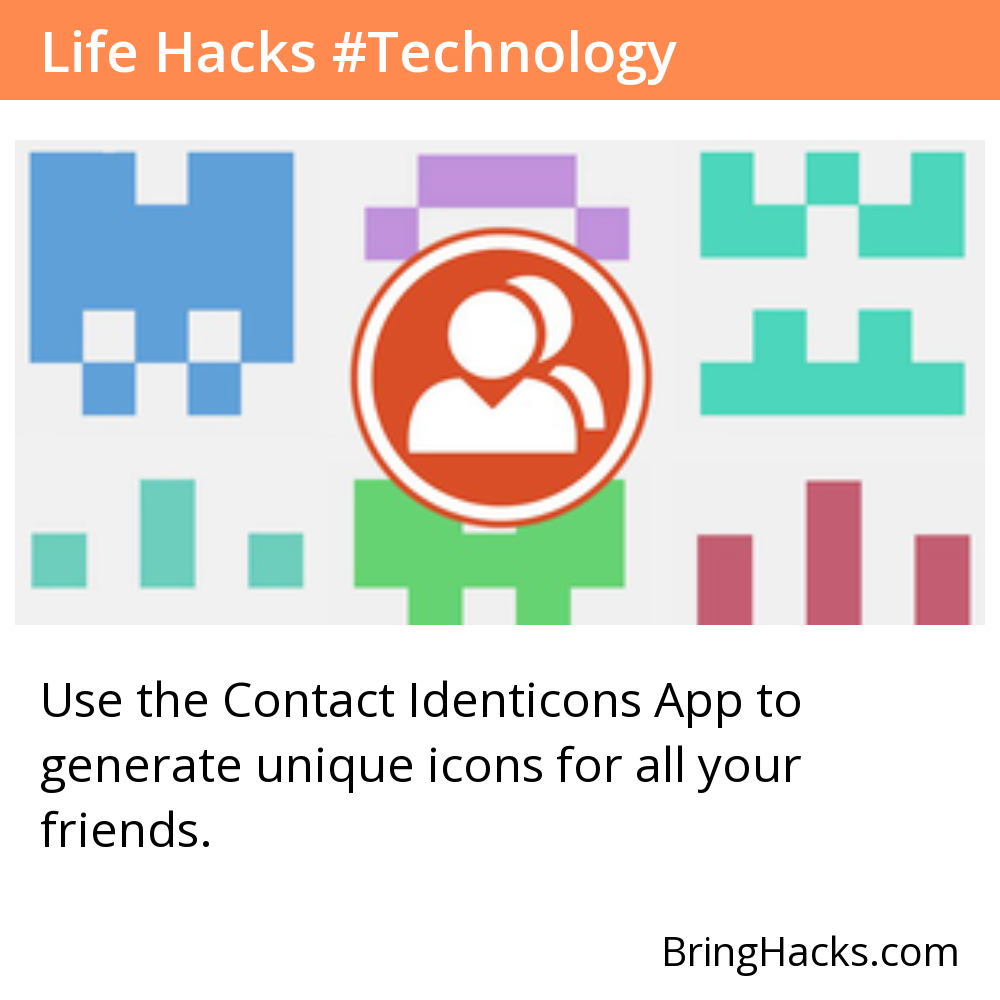 Life Hacks #Technology
Use the Contact Identicons App to
generate unique icons for all your
friends.
BringHacks.com